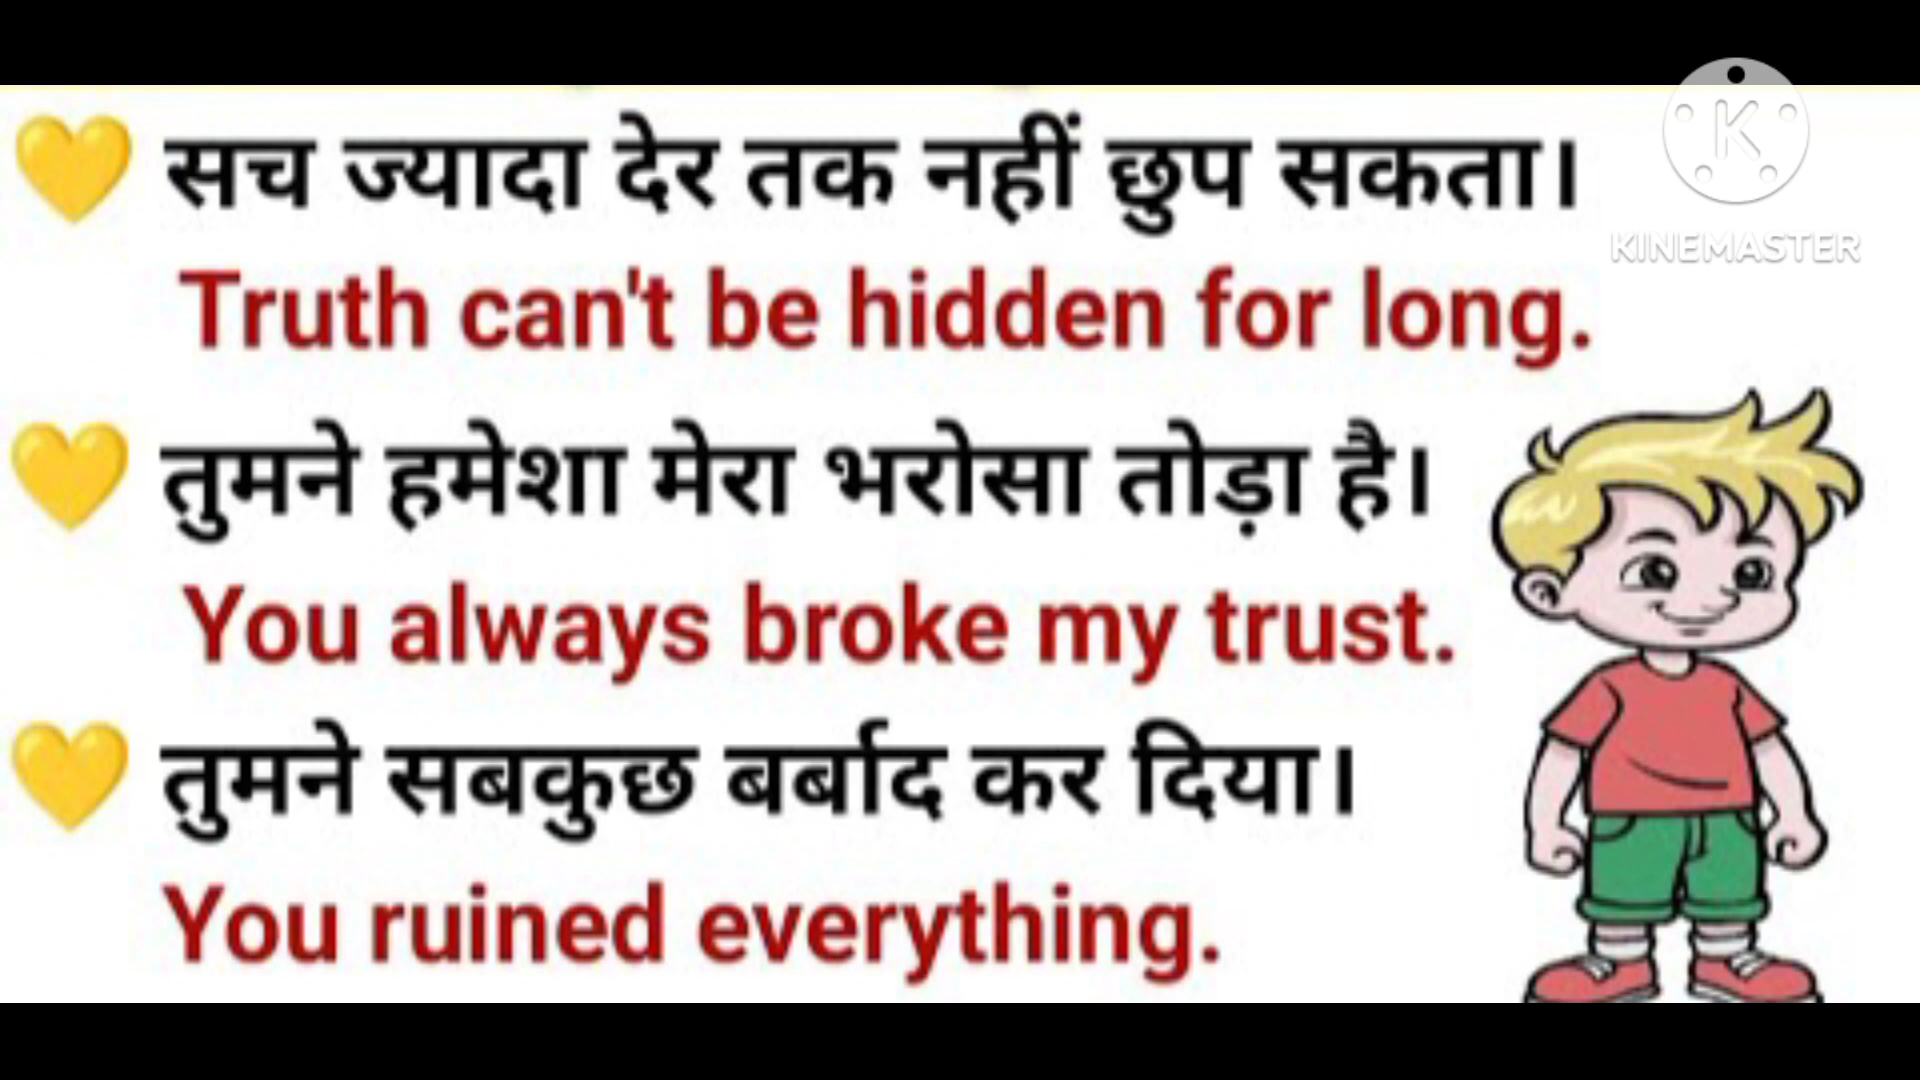 सच ज्यादा देर तक नहीं छुप सकता।
K
KINEMASTER
Truth can't be hidden for long.
तुमने हमेशा मेरा भरोसा तोड़ा है।
You always broke my trust.
तुमने सबकुछ बर्बाद कर दिया।
You ruined everything.